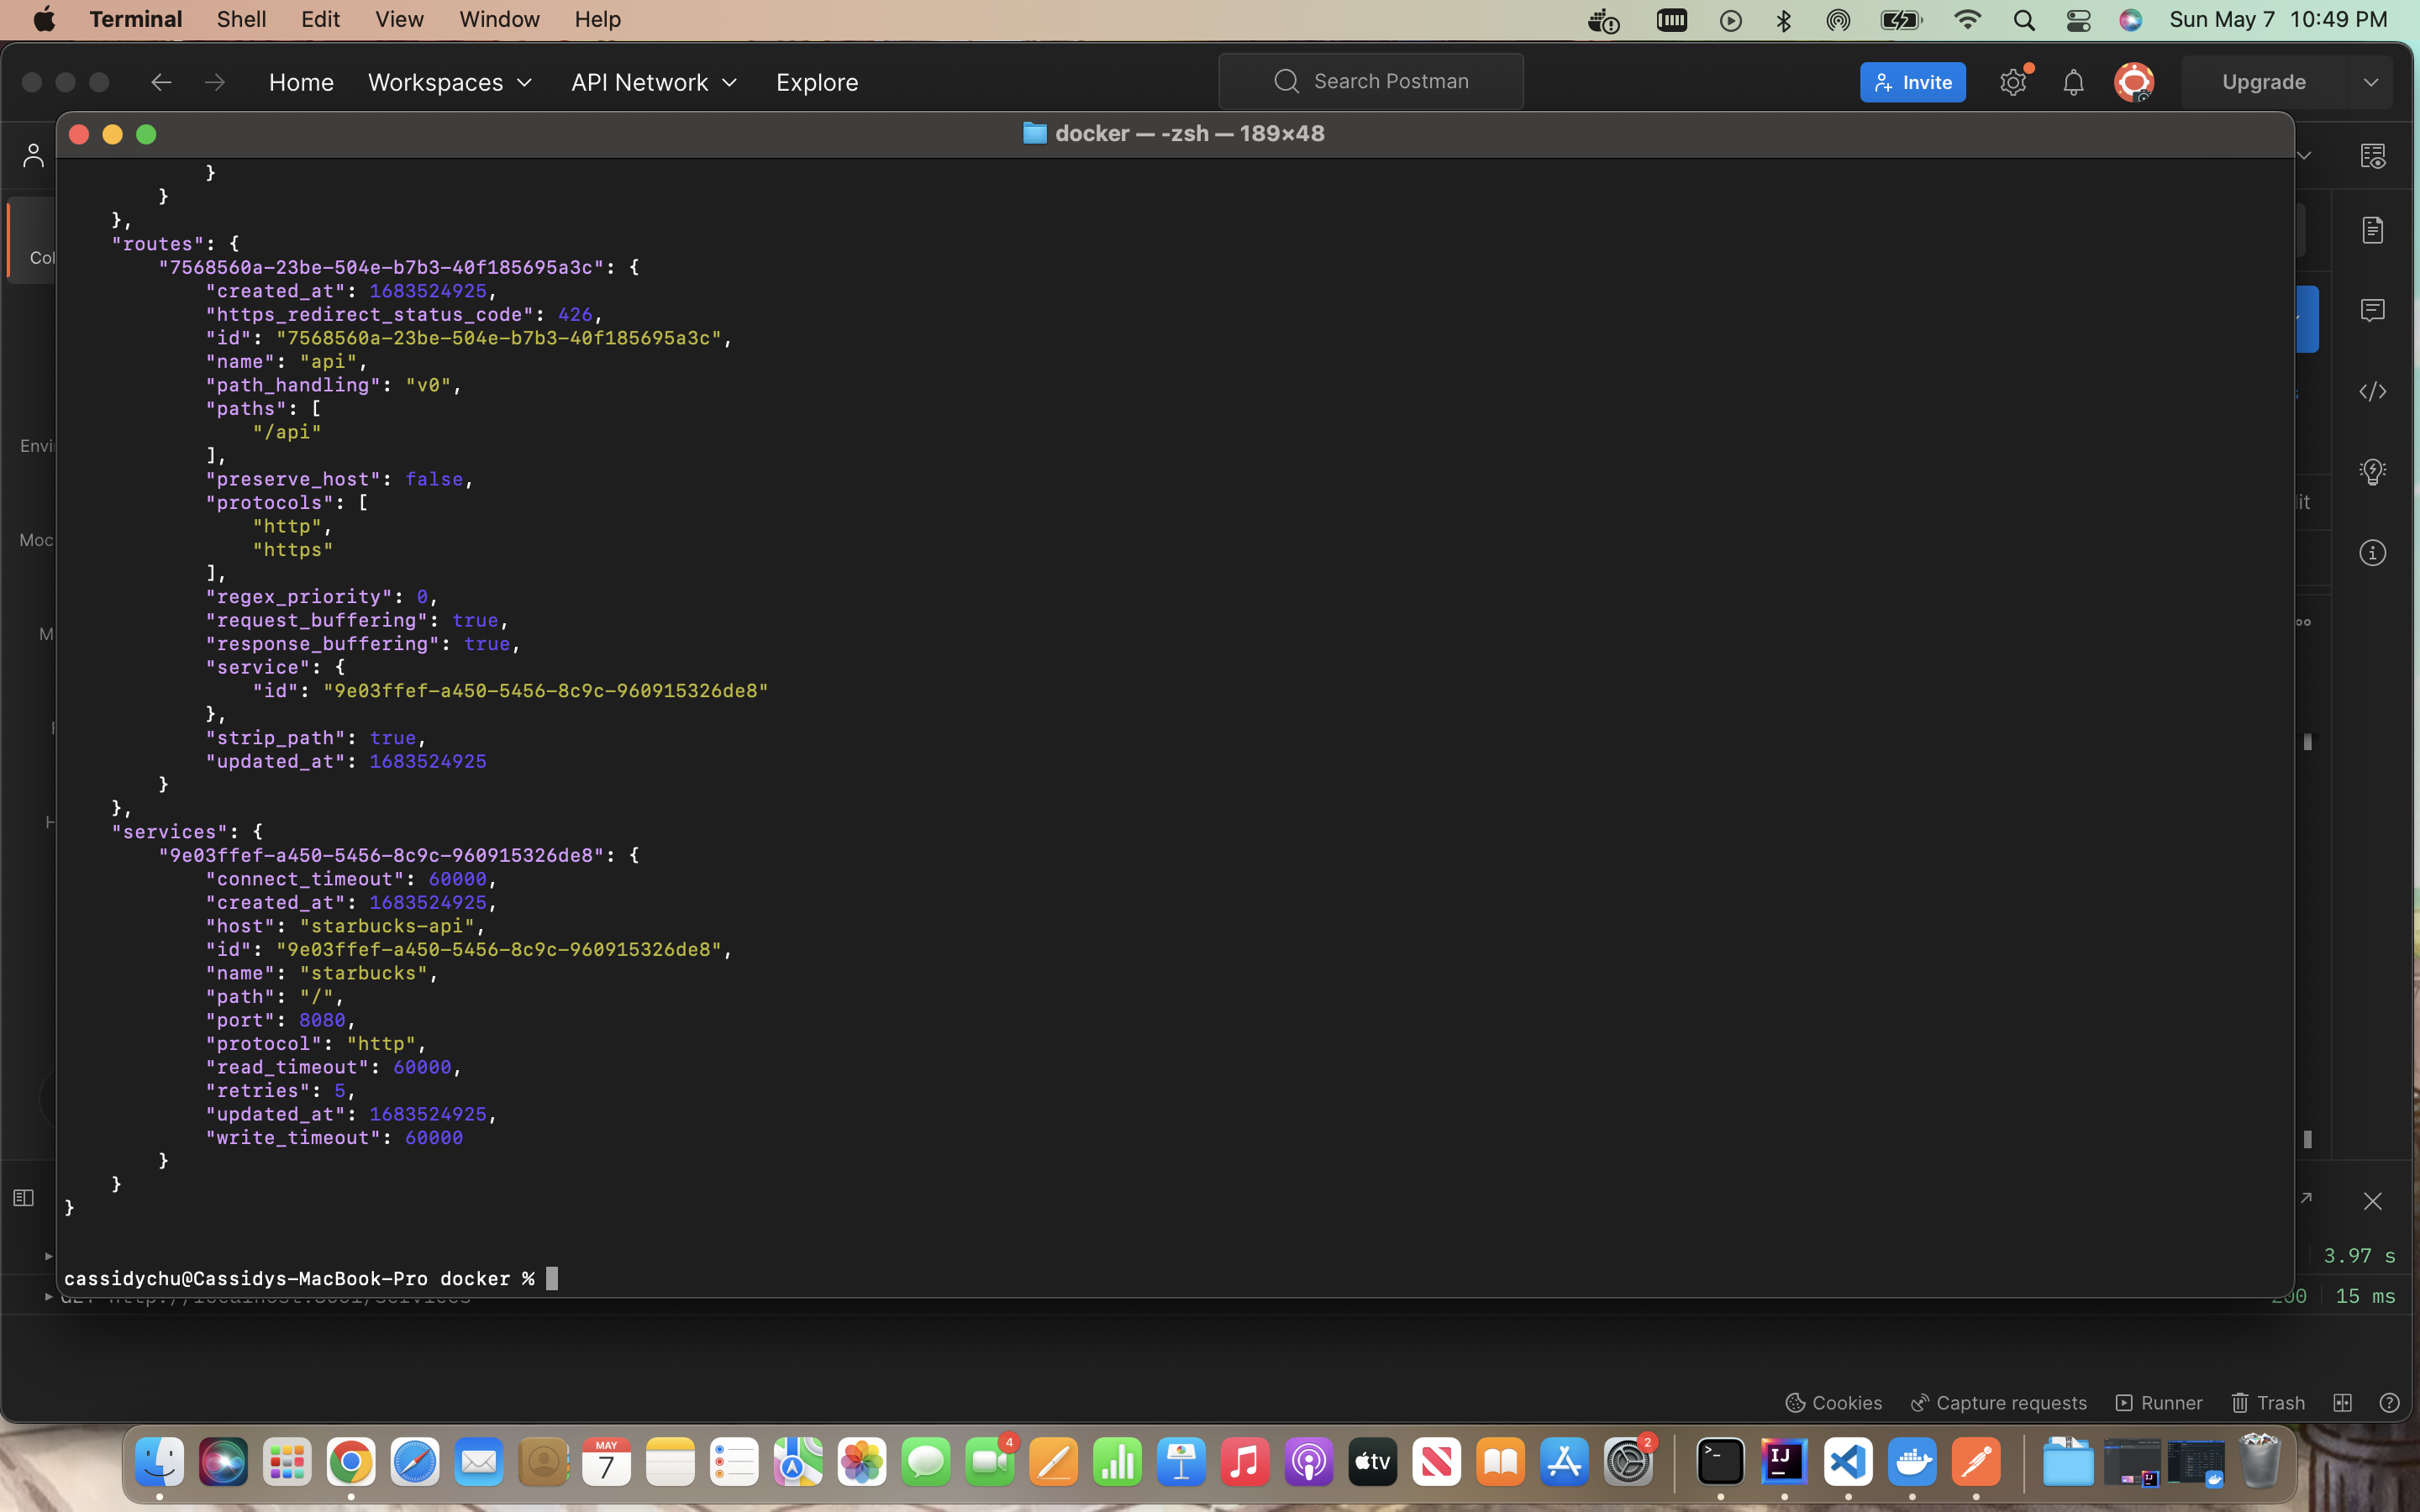 Terminal Shell Edit View Window Help Sun May 7 10:49 PM
Home Workspaces API Network Explore Search Postman Invite Upgrade
docker — -zsh — 189×48
}
}
},
"routes": {
"7568560a-23be-504e-b7b3-40f185695a3c": {
"created_at": 1683524925,
"https_redirect_status_code": 426,
"id": "7568560a-23be-504e-b7b3-40f185695a3c",
"name": "api",
"path_handling": "v0",
"paths": [
"/api"
],
"preserve_host": false,
"protocols": [
"http",
"https"
],
"regex_priority": 0,
"request_buffering": true,
"response_buffering": true,
"service": {
"id": "9e03ffef-a450-5456-8c9c-960915326de8"
},
"strip_path": true,
"updated_at": 1683524925
}
},
"services": {
"9e03ffef-a450-5456-8c9c-960915326de8": {
"connect_timeout": 60000,
"created_at": 1683524925,
"host": "starbucks-api",
"id": "9e03ffef-a450-5456-8c9c-960915326de8",
"name": "starbucks",
"path": "/",
"port": 8080,
"protocol": "http",
"read_timeout": 60000,
"retries": 5,
"updated_at": 1683524925,
"write_timeout": 60000
}
}
}
cassidychu@Cassidys-MacBook-Pro docker %
Col
Envi
Moc
M
H
it
3.97 s
200 15 ms
Cookies Capture requests Runner Trash
MAY
7
4
tv
2
IJ